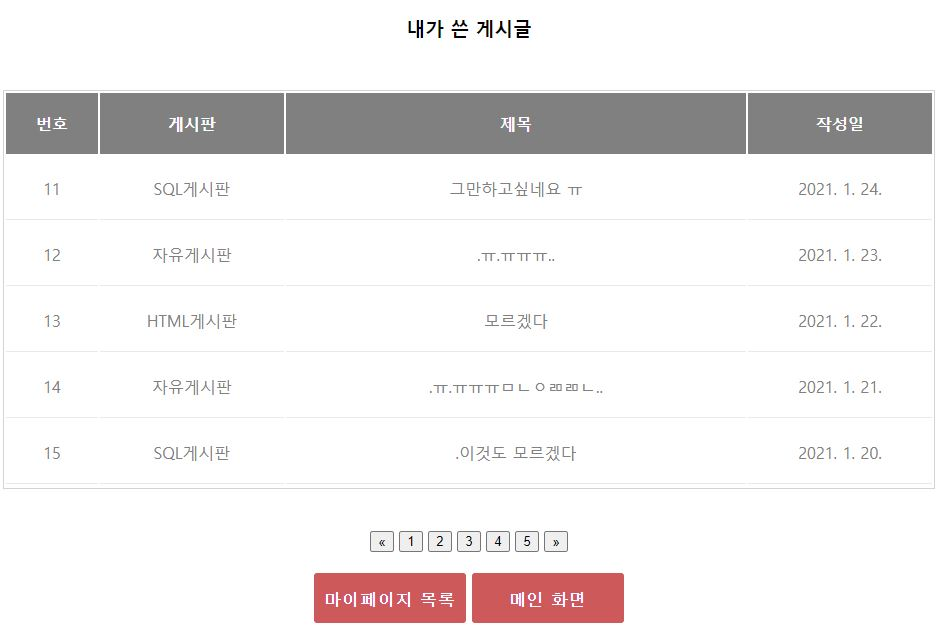 내가 쓴 게시글
번호 게시판 제목 작성일
11 SQL게시판 그만하고싶네요 ㅠ 2021. 1. 24.
12 자유게시판 .ㅠ.ㅠㅠㅠ.. 2021. 1. 23.
13 HTML게시판 모르겠다 2021. 1. 22.
14 자유게시판 .ㅠ.ㅠㅠㅠㅁㄴㅇㄻㄻㄴ.. 2021. 1. 21.
15 SQL게시판 .이것도 모르겠다 2021. 1. 20.
« 1 2 3 4 5 »
마이페이지 목록 메인 화면